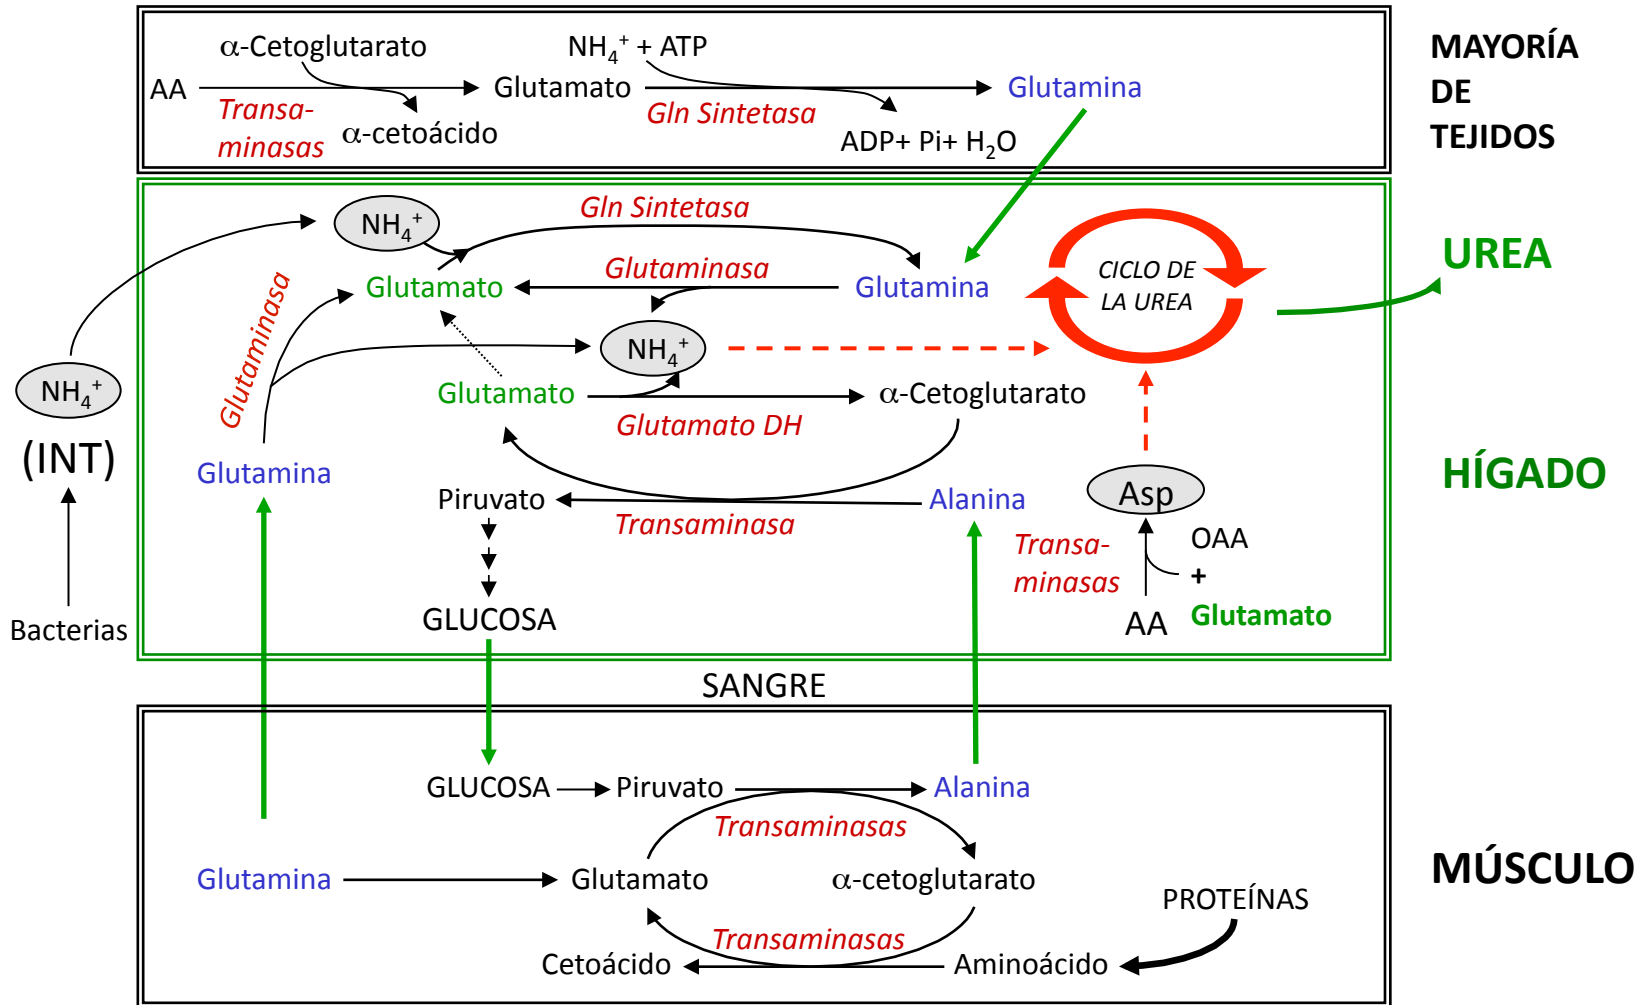 α-Cetoglutarato
NH4+ + ATP
AA
Glutamato
Glutamina
Transa-
minasas
α-cetoácido
Gln Sintetasa
ADP+ Pi+ H2O
MAYORÍA
DE
TEJIDOS
NH4+
Gln Sintetasa
Glutamato
Glutaminasa
Glutamina
CICLO DE
LA UREA
UREA
Glutaminasa
NH4+
NH4+
(INT)
Bacterias
Glutamato
α-Cetoglutarato
Glutamato DH
Glutamina
Piruvato
Transaminasa
Alanina
Asp
HÍGADO
Transa-
minasas
OAA
+
Glutamato
AA
GLUCOSA
SANGRE
GLUCOSA
Piruvato
Alanina
Transaminasas
Glutamina
Glutamato
α-cetoglutarato
MÚSCULO
PROTEÍNAS
Transaminasas
Cetoácido
Aminoácido